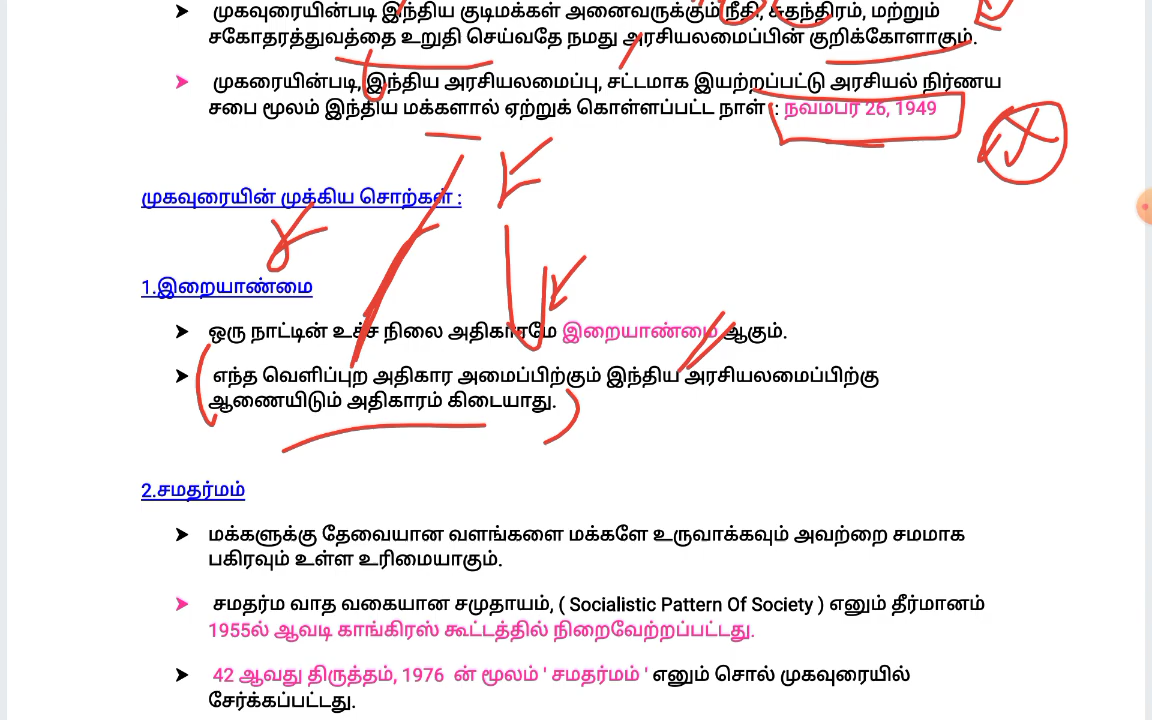 முகவுரையின்படி இந்திய குடிமக்கள் அனைவருக்கும் நீதி, சுதந்திரம், மற்றும்
சகோதரத்துவத்தை உறுதி செய்வதே நமது அரசியலமைப்பின் குறிக்கோளாகும்.
முகரையின்படி, இந்திய அரசியலமைப்பு, சட்டமாக இயற்றப்பட்டு அரசியல் நிர்ணய
சபை மூலம் இந்திய மக்களால் ஏற்றுக் கொள்ளப்பட்ட நாள் : நவம்பர் 26, 1949
முகவுரையின் முக்கிய சொற்கள் :
1.இறையாண்மை
ஒரு நாட்டின் உச்ச நிலை அதிகாரமே இறையாண்மை ஆகும்.
எந்த வெளிப்புற அதிகார அமைப்பிற்கும் இந்திய அரசியலமைப்பிற்கு
ஆணையிடும் அதிகாரம் கிடையாது.
2.சமதர்மம்
மக்களுக்கு தேவையான வளங்களை மக்களே உருவாக்கவும் அவற்றை சமமாக
பகிரவும் உள்ள உரிமையாகும்.
சமதர்ம வாத வகையான சமுதாயம், ( Socialistic Pattern Of Society ) எனும் தீர்மானம்
1955ல் ஆவடி காங்கிரஸ் கூட்டத்தில் நிறைவேற்றப்பட்டது.
42 ஆவது திருத்தம், 1976 ன் மூலம் ' சமதர்மம் ' எனும் சொல் முகவுரையில்
சேர்க்கப்பட்டது.